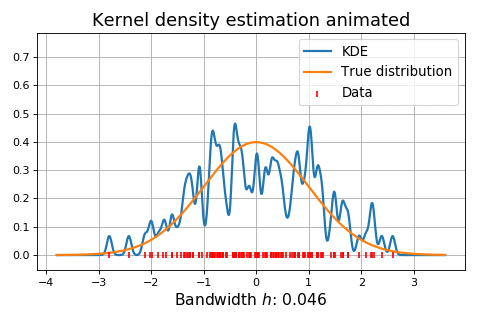 Kernel density estimation animated
KDE
True distribution
Data
0.7
0.6
0.5
0.4
0.3
0.2
0.1
0.0
−4 −3 −2 −1 0 1 2 3
Bandwidth h: 0.046